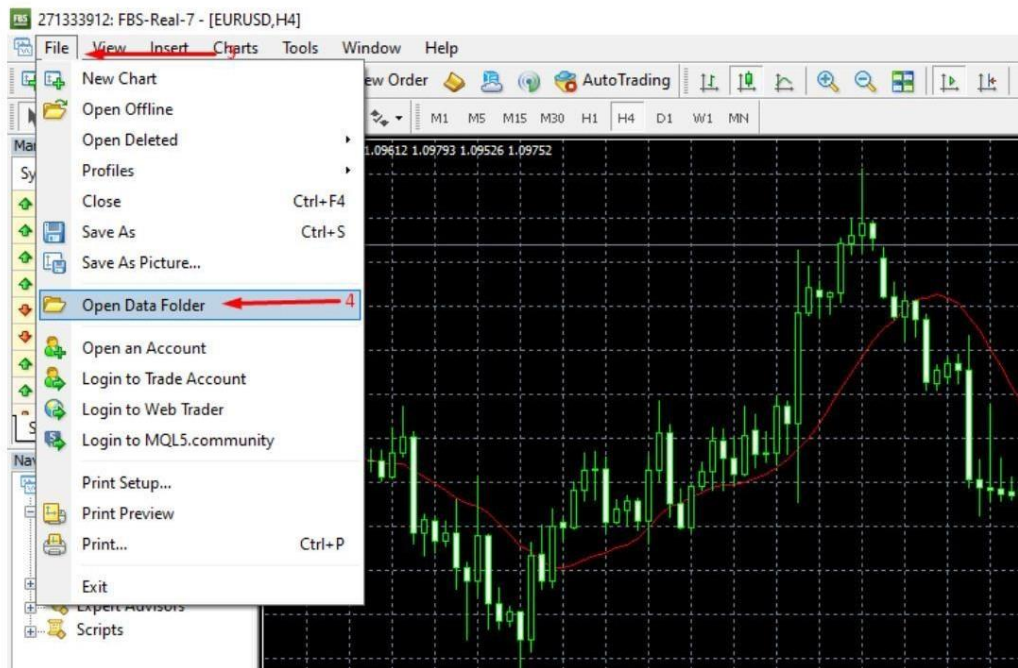 FBS 271333912: FBS-Real-7 - [EURUSD,H4]
File View Insert Charts Tools Window Help
New Chart
ew Order
AutoTrading
Open Offline
M1 M5 M15 M30 H1 H4 D1 W1 MN
Open Deleted
1.09612 1.09793 1.09526 1.09752
Profiles
Close Ctrl+F4
Save As Ctrl+S
Save As Picture...
Open Data Folder 4
Open an Account
Login to Trade Account
Login to Web Trader
Login to MQL5.community
Print Setup...
Print Preview
Print... Ctrl+P
Exit
Expert Advisors
Scripts